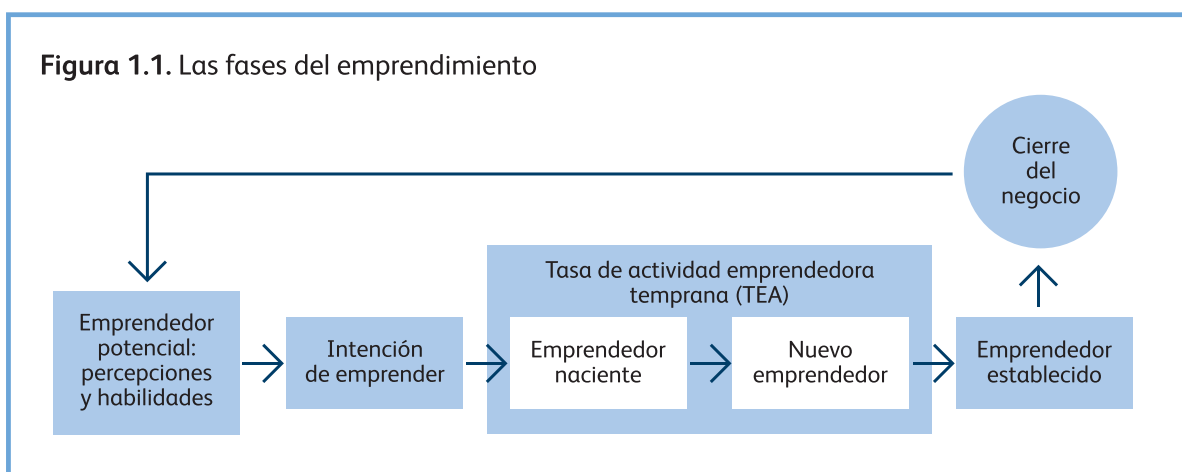 Figura 1.1. Las fases del emprendimiento
Cierre
del
negocio
Tasa de actividad emprendedora
temprana (TEA)
Emprendedor
potencial:
percepciones
y habilidades
Intención
de emprender
Emprendedor
naciente
Nuevo
emprendedor
Emprendedor
establecido